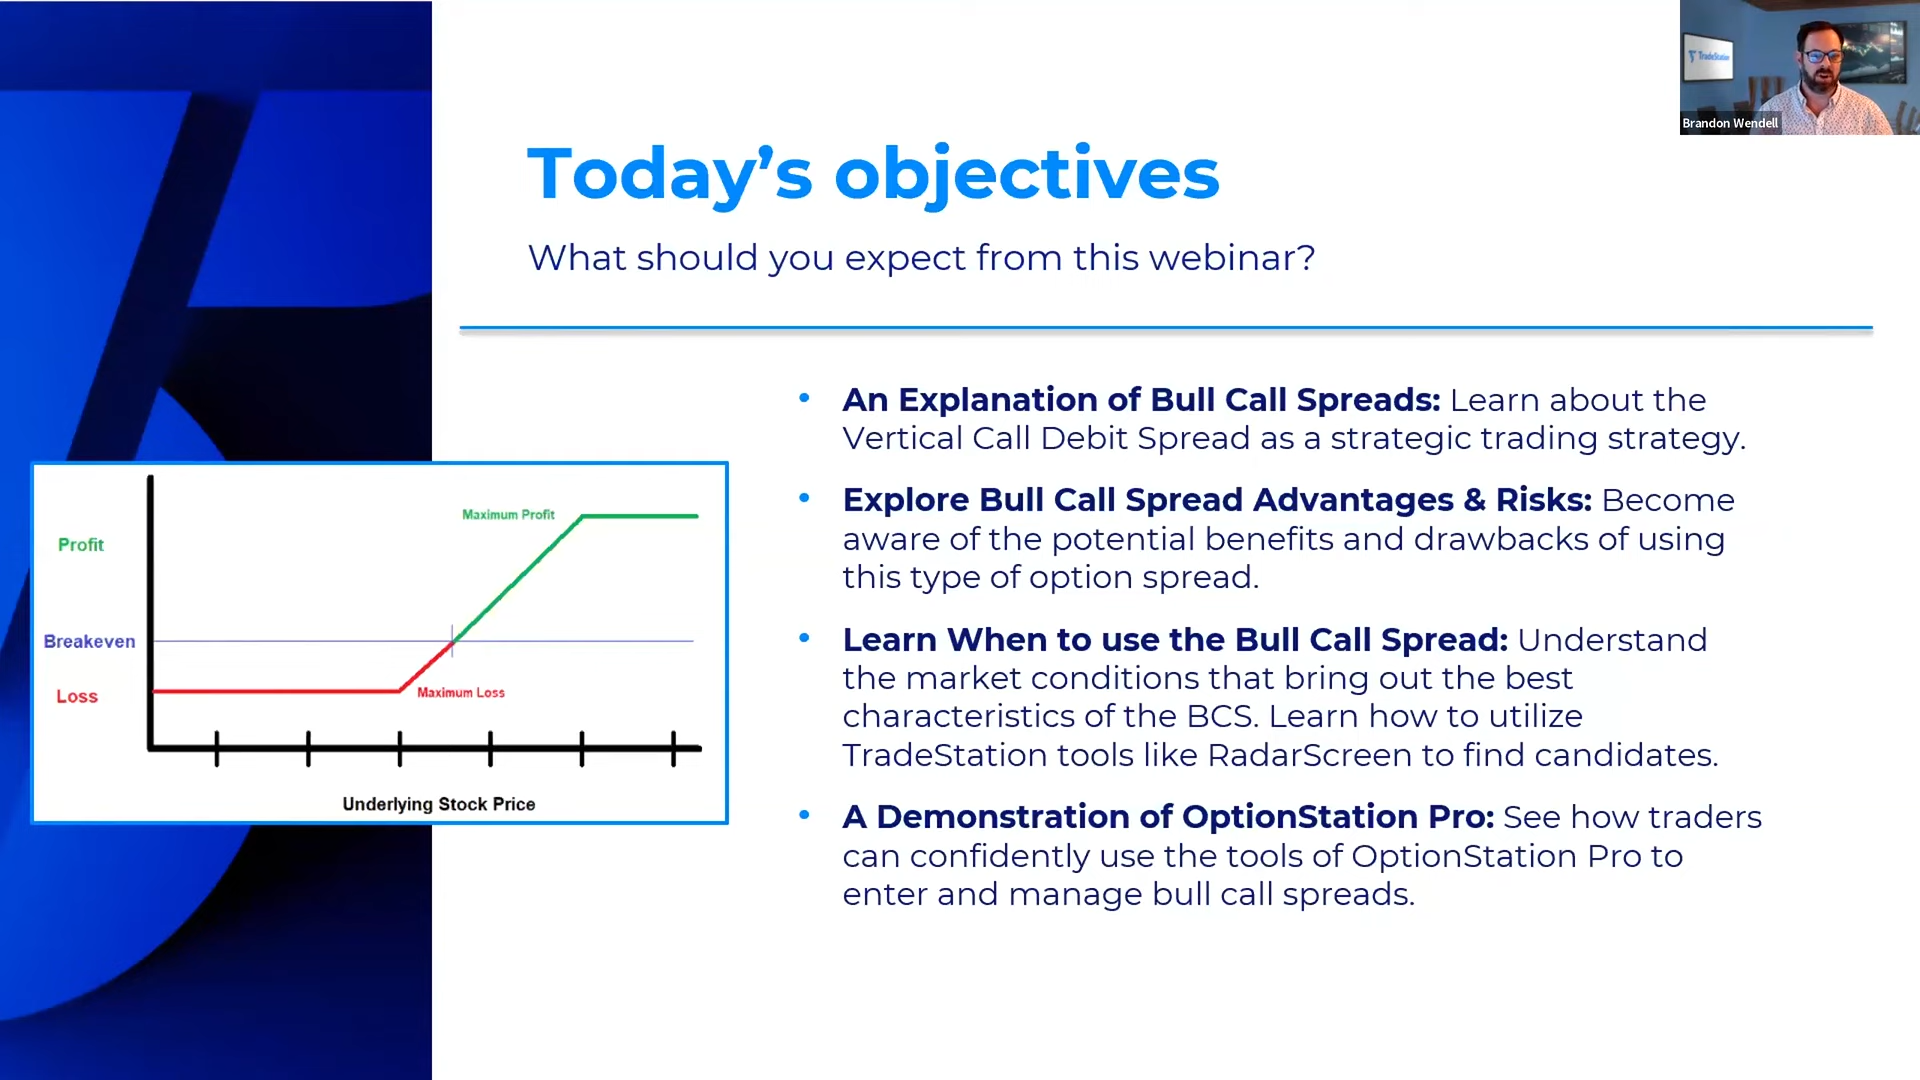 TradeStation
Brandon Wendell
Today's objectives
What should you expect from this webinar?
• An Explanation of Bull Call Spreads: Learn about the
Vertical Call Debit Spread as a strategic trading strategy.
• Explore Bull Call Spread Advantages & Risks: Become
aware of the potential benefits and drawbacks of using
this type of option spread.
• Learn When to use the Bull Call Spread: Understand
the market conditions that bring out the best
characteristics of the BCS. Learn how to utilize
TradeStation tools like RadarScreen to find candidates.
• A Demonstration of OptionStation Pro: See how traders
can confidently use the tools of OptionStation Pro to
enter and manage bull call spreads.
Maximum Profit
Profit
Breakeven
Loss
Maximum Loss
Underlying Stock Price